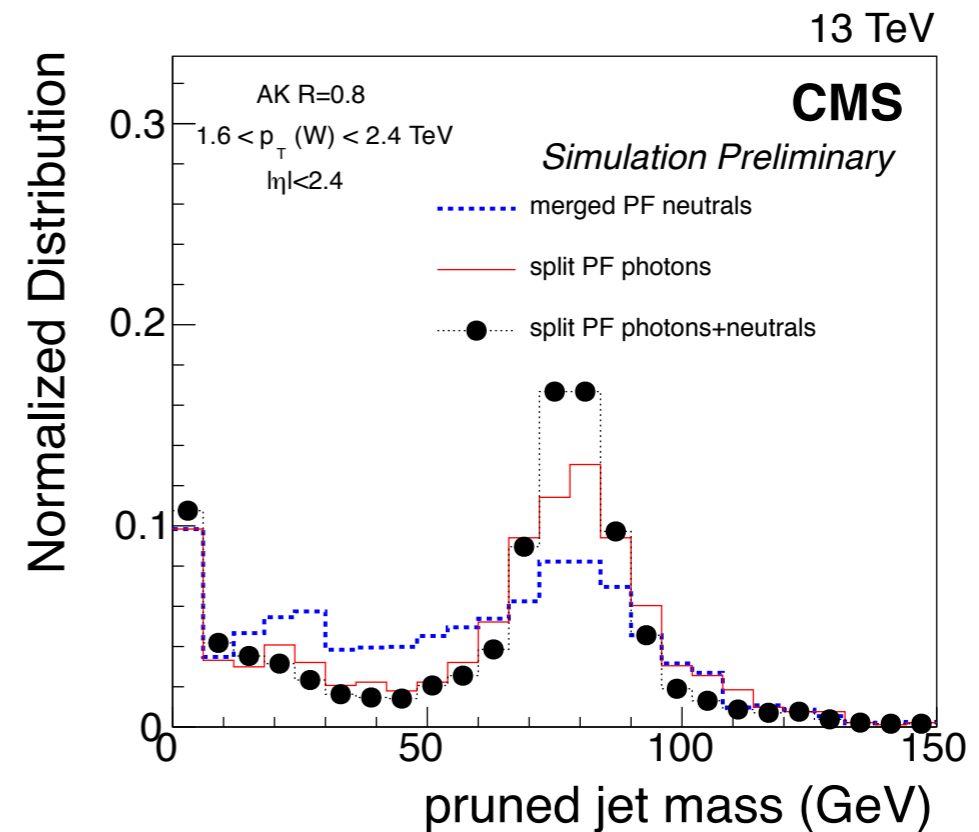 13 TeV
AK R=0.8
1.6 < p_T (W) < 2.4 TeV
|η|<2.4
CMS
Simulation Preliminary
merged PF neutrals
split PF photons
split PF photons+neutrals
Normalized Distribution
0.3
0.2
0.1
0
0 50 100 150
pruned jet mass (GeV)